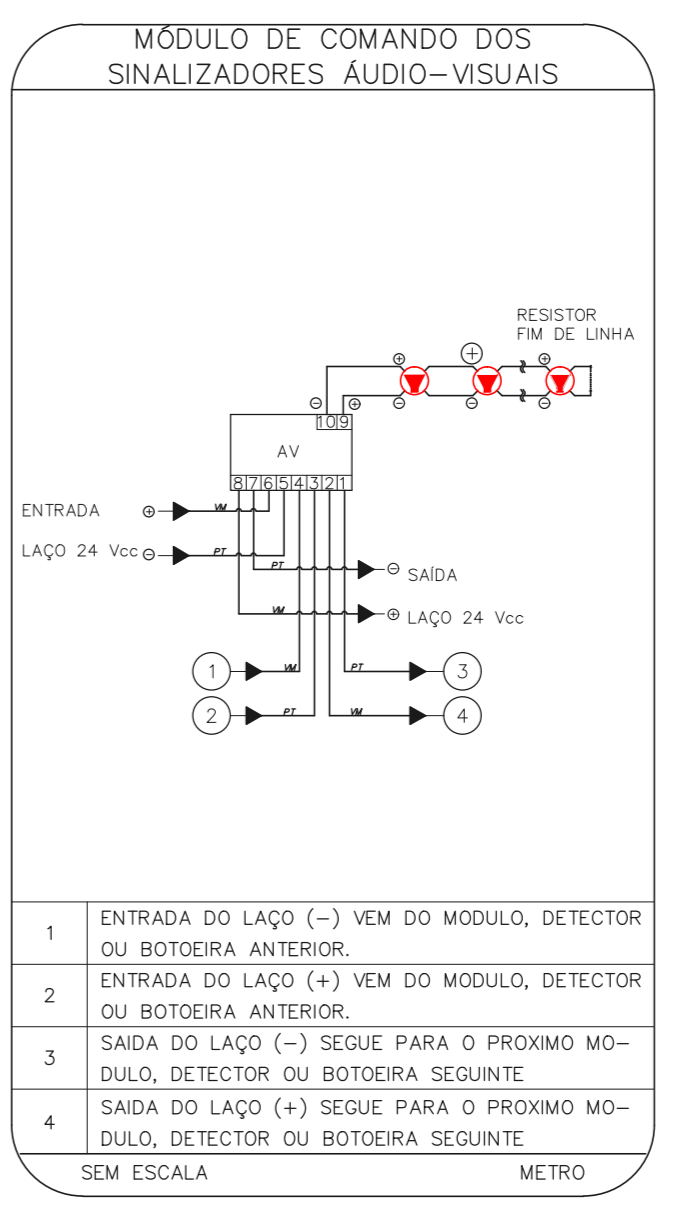 MÓDULO DE COMANDO DOS
SINALIZADORES ÁUDIO-VISUAIS
RESISTOR
FIM DE LINHA
+ + +
- - -
- +
10 9
AV
8 7 6 5 4 3 2 1
ENTRADA + VM
LAÇO 24 Vcc - PT
PT - SAÍDA
VM + LAÇO 24 Vcc
1 VM PT 3
2 PT VM 4
1 ENTRADA DO LAÇO (-) VEM DO MODULO, DETECTOR
OU BOTOEIRA ANTERIOR.
2 ENTRADA DO LAÇO (+) VEM DO MODULO, DETECTOR
OU BOTOEIRA ANTERIOR.
3 SAIDA DO LAÇO (-) SEGUE PARA O PROXIMO MO-
DULO, DETECTOR OU BOTOEIRA SEGUINTE
4 SAIDA DO LAÇO (+) SEGUE PARA O PROXIMO MO-
DULO, DETECTOR OU BOTOEIRA SEGUINTE
SEM ESCALA METRO